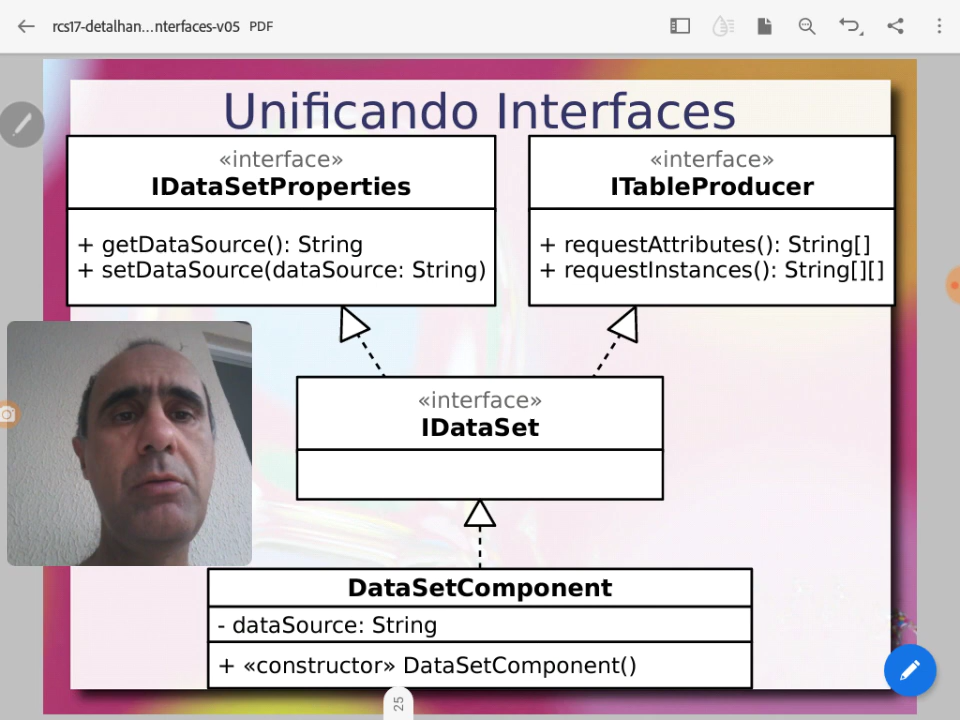 rcs17-detalhan...nterfaces-v05 PDF
Unificando Interfaces
«interface»
IDataSetProperties
+ getDataSource(): String
+ setDataSource(dataSource: String)
«interface»
ITableProducer
+ requestAttributes(): String[]
+ requestInstances(): String[][]
«interface»
IDataSet
DataSetComponent
- dataSource: String
+ «constructor» DataSetComponent()
25